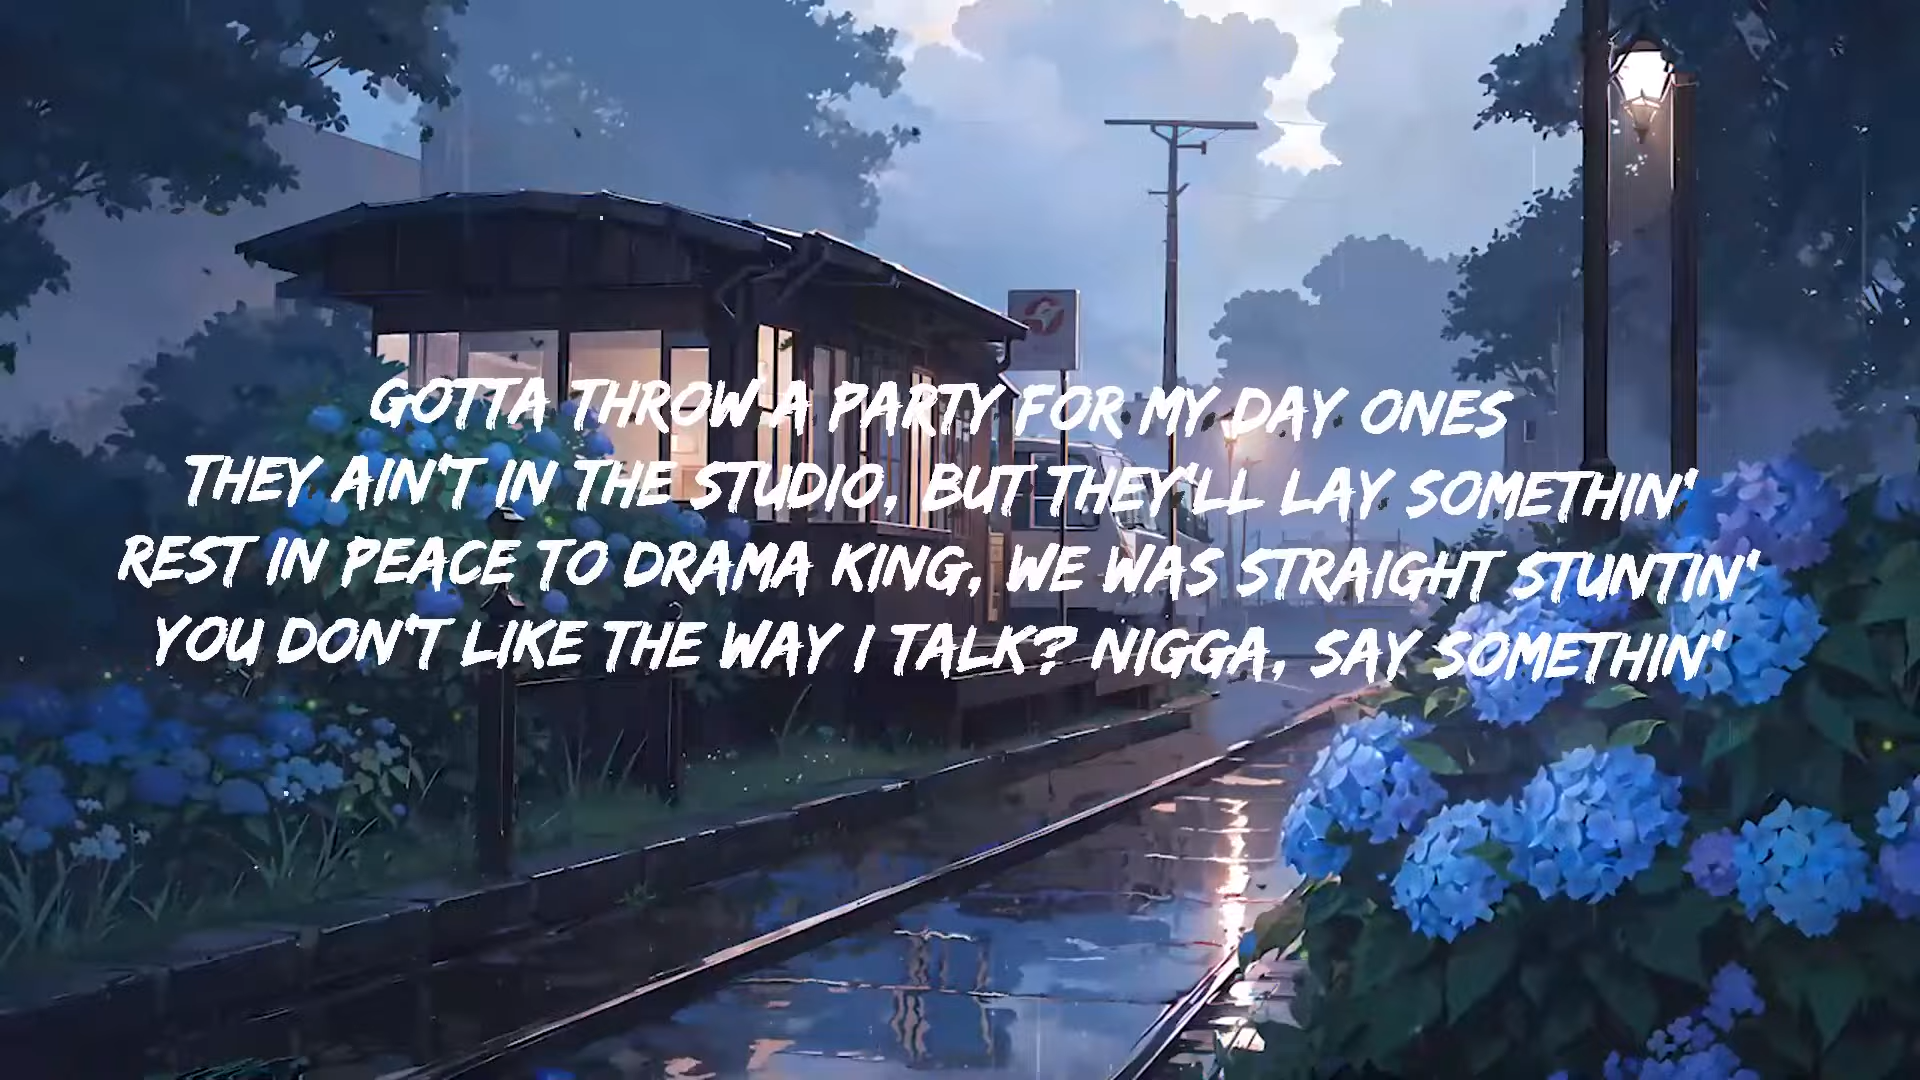 GOTTA THROW A PARTY FOR MY DAY ONES
THEY AIN'T IN THE STUDIO, BUT THEY'LL LAY SOMETHIN'
REST IN PEACE TO DRAMA KING, WE WAS STRAIGHT STUNTIN'
YOU DON'T LIKE THE WAY I TALK? NIGGA, SAY SOMETHIN'